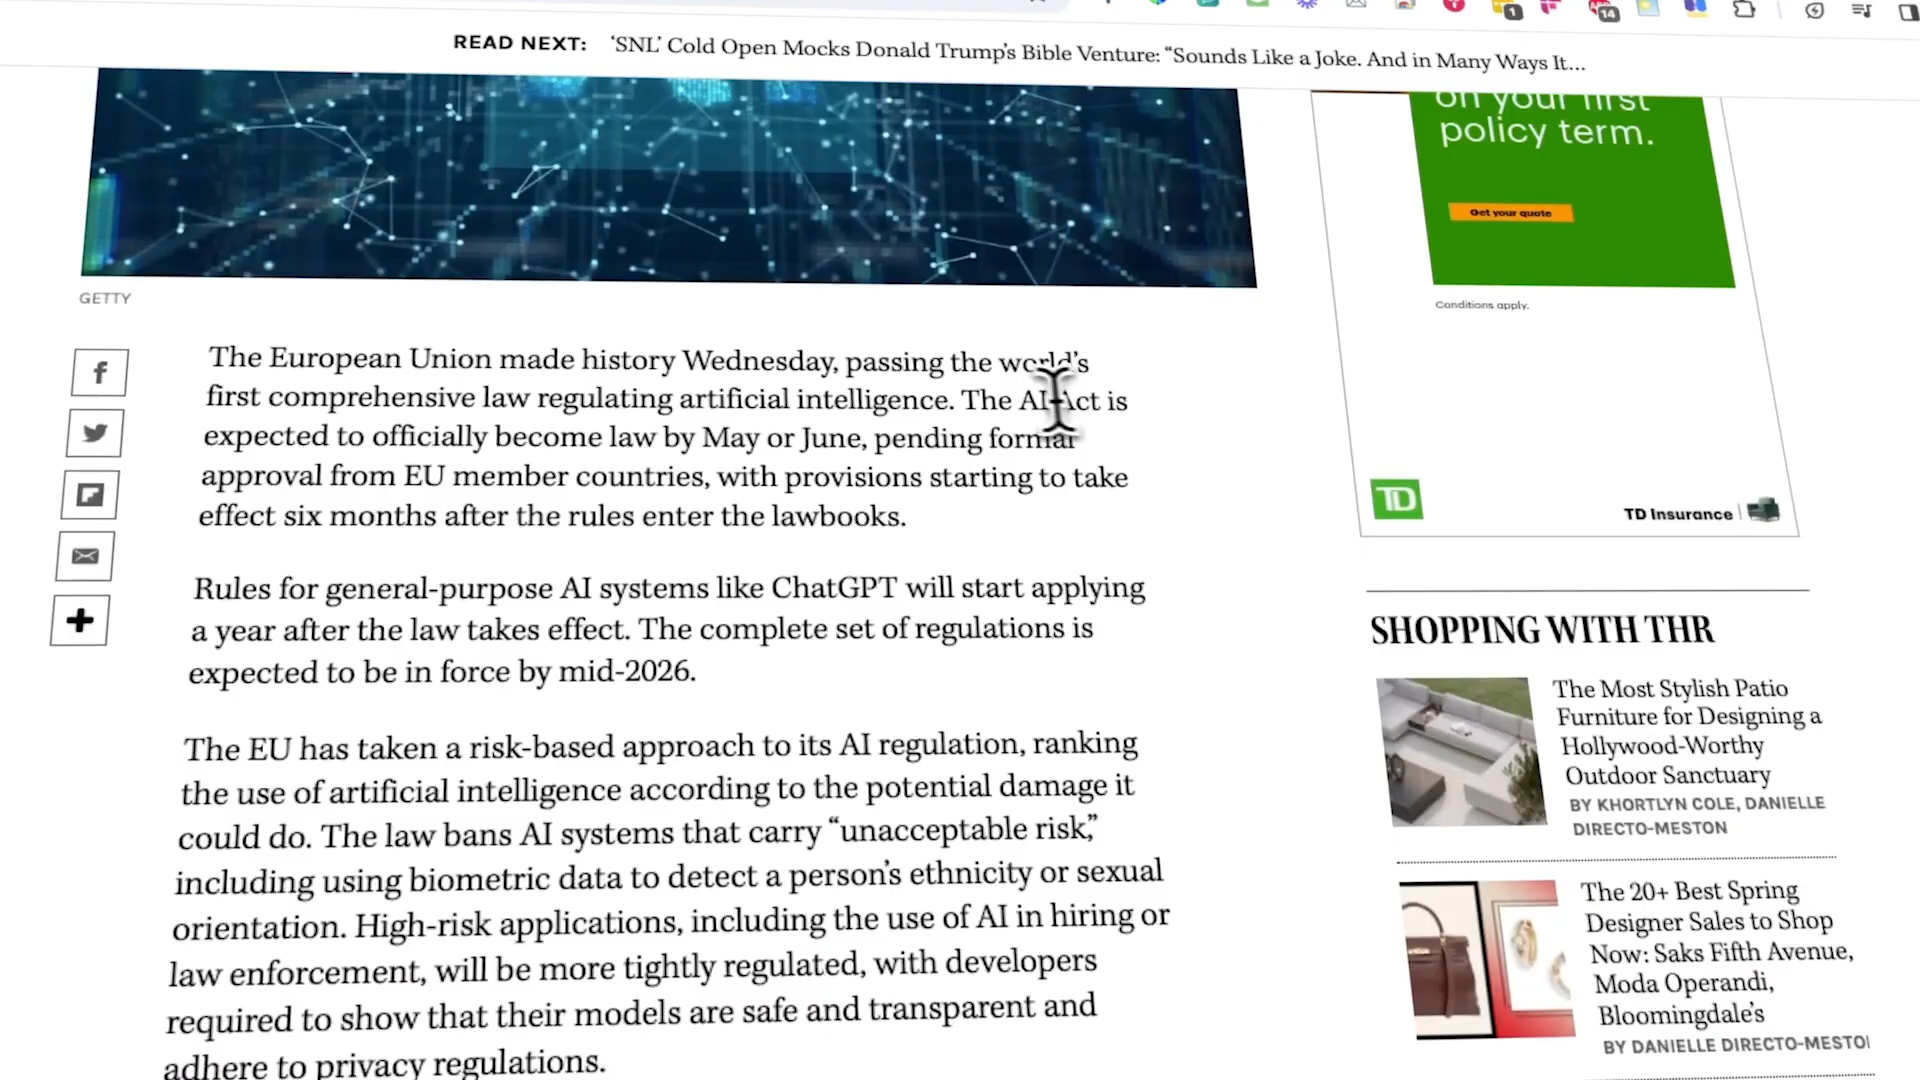 READ NEXT: ‘SNL’ Cold Open Mocks Donald Trump’s Bible Venture: “Sounds Like a Joke. And in Many Ways It…
1
14
on your first
policy term.
Get your quote
Conditions apply.
TD
TD Insurance
GETTY
The European Union made history Wednesday, passing the world’s
first comprehensive law regulating artificial intelligence. The AI Act is
expected to officially become law by May or June, pending formal
approval from EU member countries, with provisions starting to take
effect six months after the rules enter the lawbooks.
Rules for general-purpose AI systems like ChatGPT will start applying
a year after the law takes effect. The complete set of regulations is
expected to be in force by mid-2026.
The EU has taken a risk-based approach to its AI regulation, ranking
the use of artificial intelligence according to the potential damage it
could do. The law bans AI systems that carry “unacceptable risk,”
including using biometric data to detect a person’s ethnicity or sexual
orientation. High-risk applications, including the use of AI in hiring or
law enforcement, will be more tightly regulated, with developers
required to show that their models are safe and transparent and
adhere to privacy regulations.
SHOPPING WITH THR
The Most Stylish Patio
Furniture for Designing a
Hollywood-Worthy
Outdoor Sanctuary
BY KHORTLYN COLE, DANIELLE
DIRECTO-MESTON
The 20+ Best Spring
Designer Sales to Shop
Now: Saks Fifth Avenue,
Moda Operandi,
Bloomingdale’s
BY DANIELLE DIRECTO-MESTO